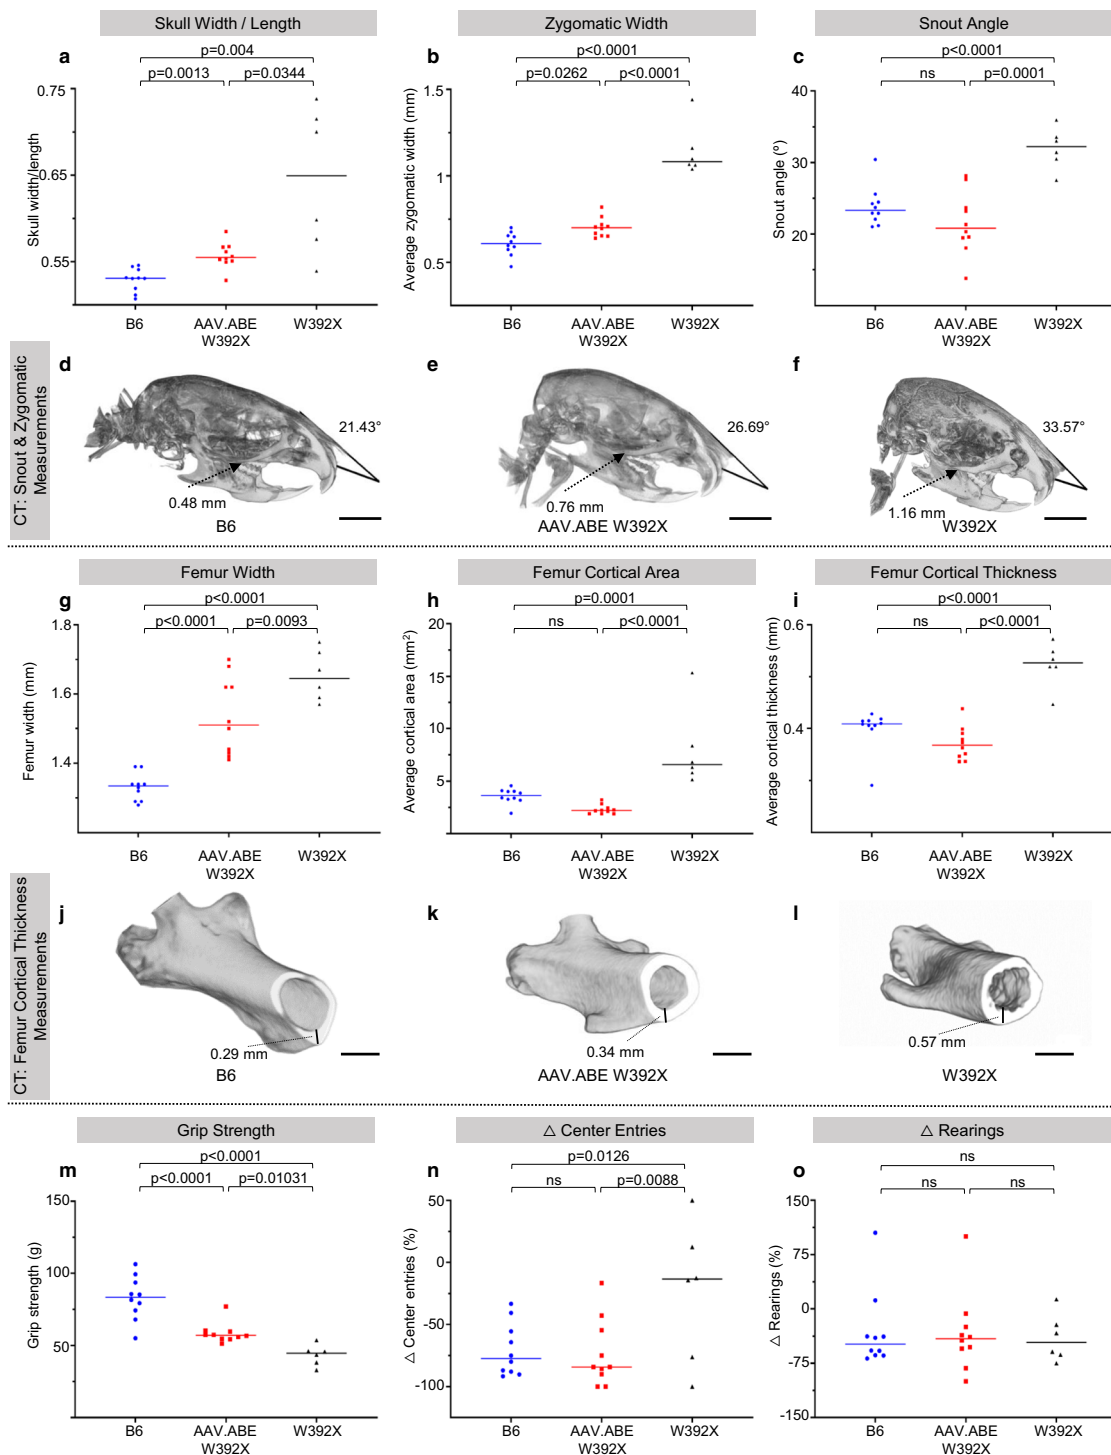 Skull Width / Length
Zygomatic Width
Snout Angle
a
p=0.004
p=0.0013
p=0.0344
0.75
0.65
0.55
Skull width/length
B6
AAV.ABE
W392X
W392X
b
p<0.0001
p=0.0262
p<0.0001
1.5
1
0.5
Average zygomatic width (mm)
B6
AAV.ABE
W392X
W392X
c
p<0.0001
ns
p=0.0001
40
30
20
Snout angle (º)
B6
AAV.ABE
W392X
W392X
CT: Snout & Zygomatic
Measurements
d
21.43°
0.48 mm
B6
e
26.69°
0.76 mm
AAV.ABE W392X
f
33.57°
1.16 mm
W392X
Femur Width
Femur Cortical Area
Femur Cortical Thickness
g
p<0.0001
p<0.0001
p=0.0093
1.8
1.6
1.4
Femur width (mm)
B6
AAV.ABE
W392X
W392X
h
p=0.0001
ns
p<0.0001
20
15
10
5
Average cortical area (mm²)
B6
AAV.ABE
W392X
W392X
i
p<0.0001
ns
p<0.0001
0.6
0.4
Average cortical thickness (mm)
B6
AAV.ABE
W392X
W392X
CT: Femur Cortical Thickness
Measurements
j
0.29 mm
B6
k
0.34 mm
AAV.ABE W392X
l
0.57 mm
W392X
Grip Strength
△ Center Entries
△ Rearings
m
p<0.0001
p<0.0001
p=0.01031
150
100
50
Grip strength (g)
B6
AAV.ABE
W392X
W392X
n
p=0.0126
ns
p=0.0088
50
0
-50
-100
△ Center entries (%)
B6
AAV.ABE
W392X
W392X
o
ns
ns
ns
150
75
0
-75
-150
△ Rearings (%)
B6
AAV.ABE
W392X
W392X